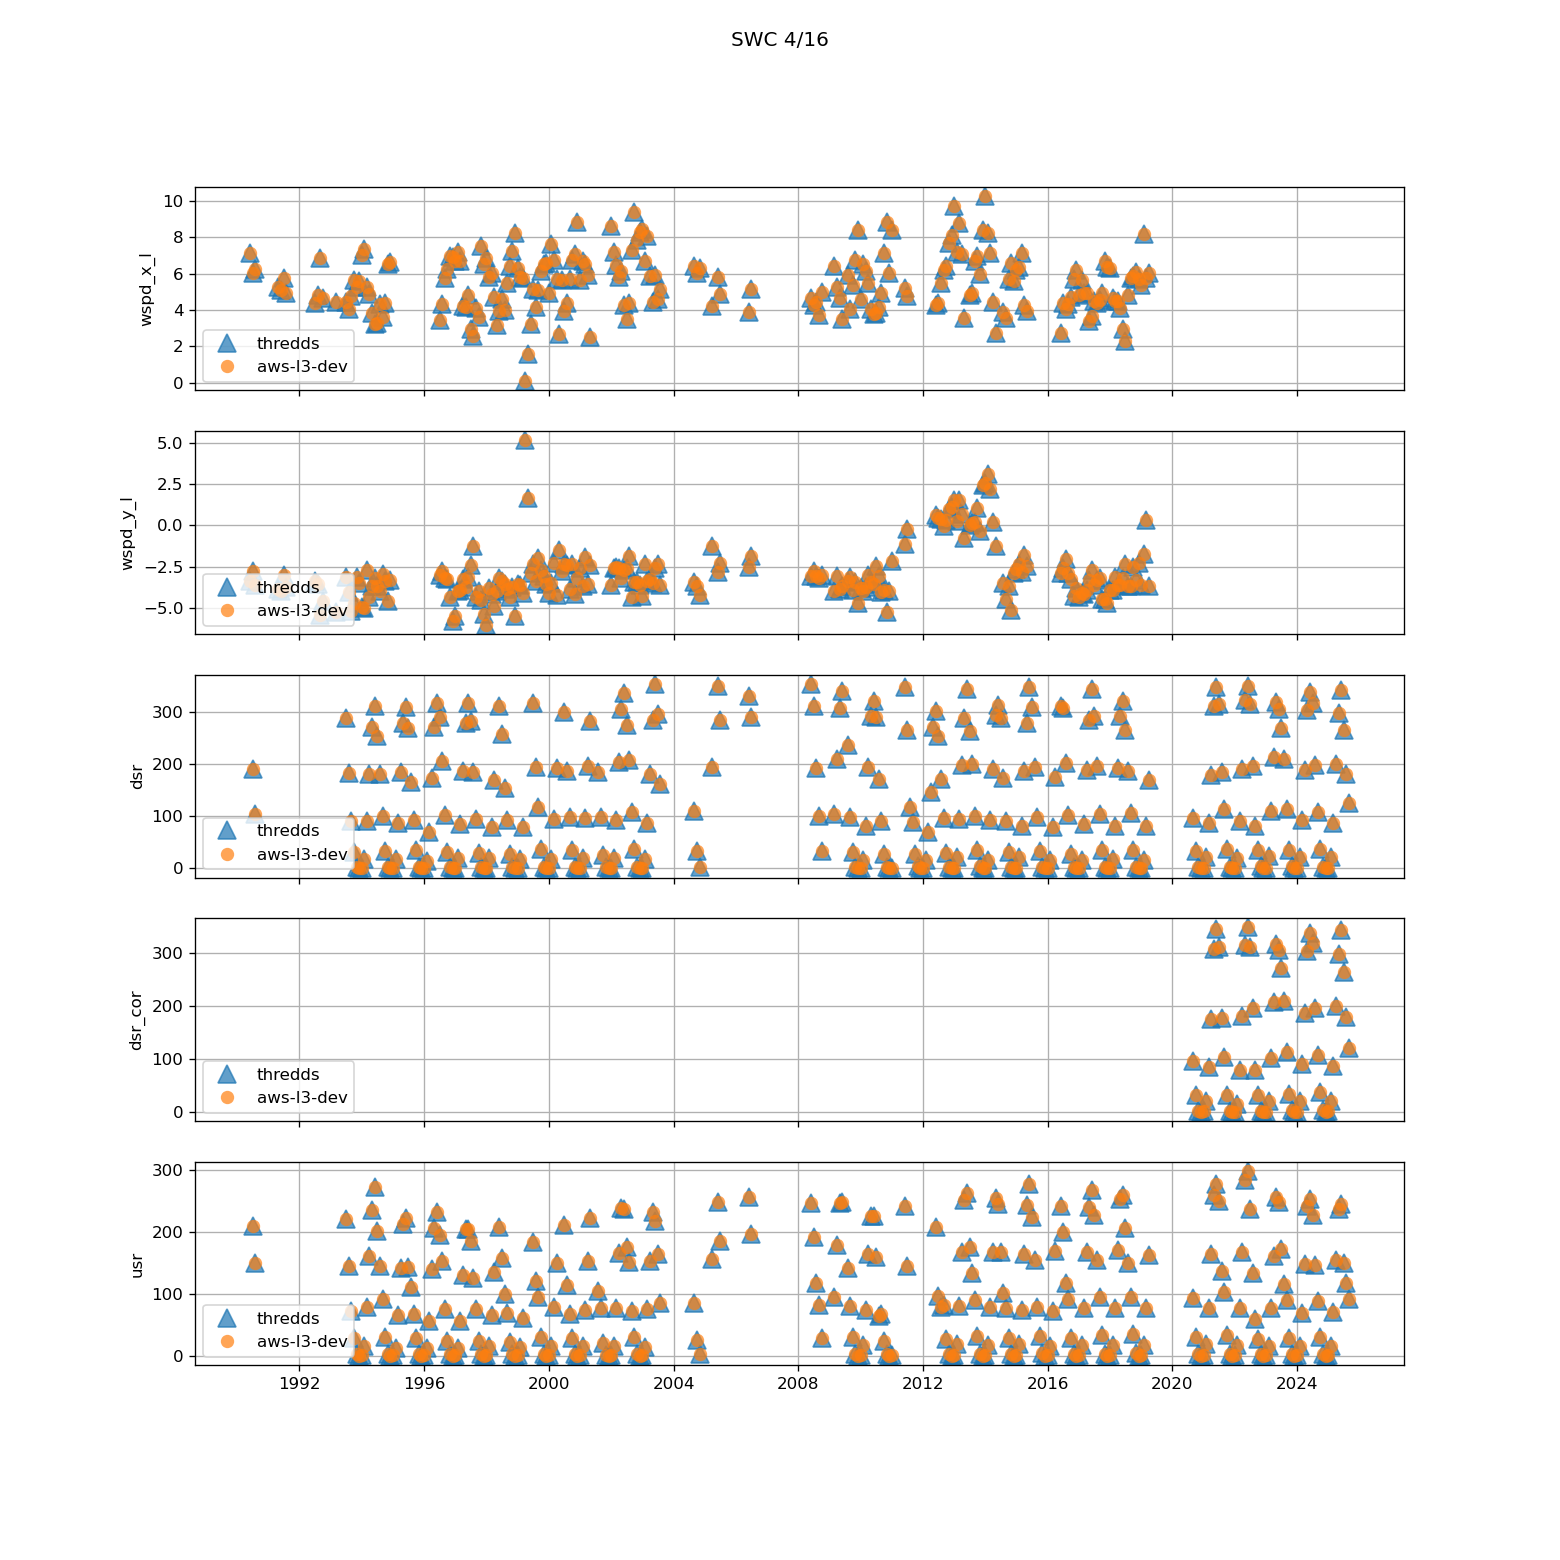 SWC 4/16
10
8
6
4
2
0
wspd_x_l
thredds
aws-l3-dev
5.0
2.5
0.0
−2.5
−5.0
wspd_y_l
thredds
aws-l3-dev
300
200
100
0
dsr
thredds
aws-l3-dev
300
200
100
0
dsr_cor
thredds
aws-l3-dev
300
200
100
0
usr
thredds
aws-l3-dev
1992 1996 2000 2004 2008 2012 2016 2020 2024